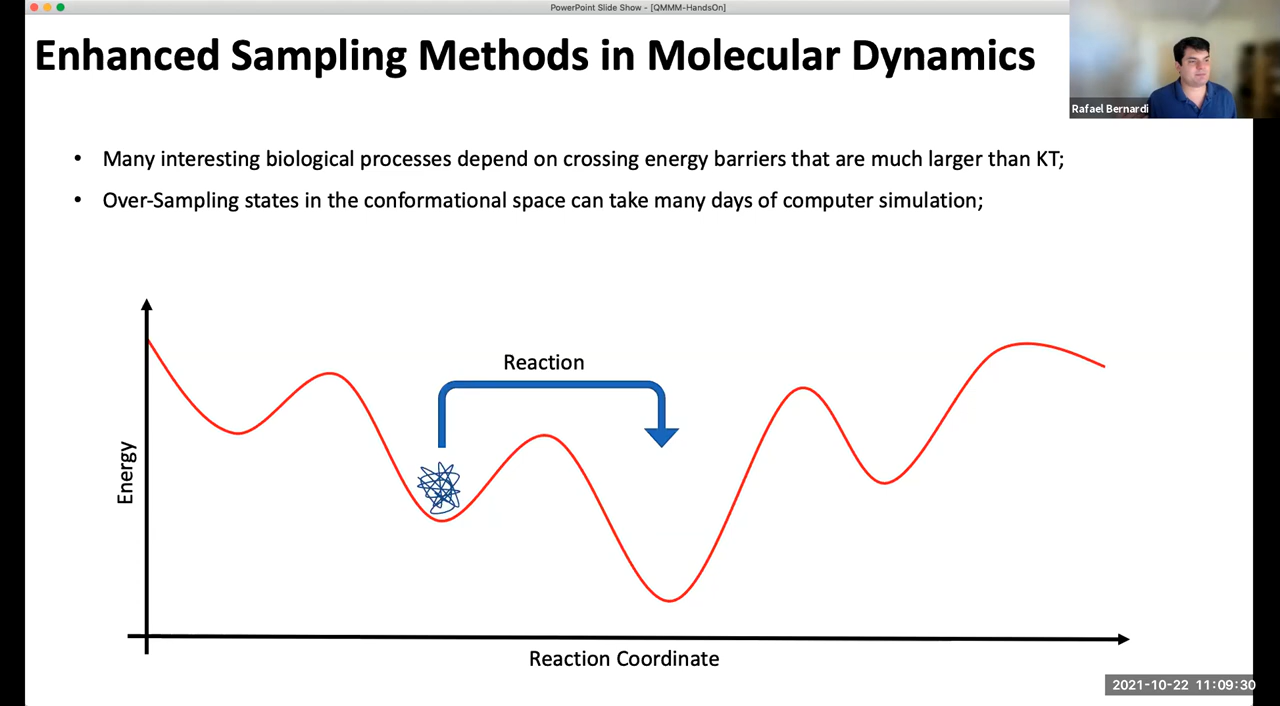 PowerPoint Slide Show - [QMMM-HandsOn]
Enhanced Sampling Methods in Molecular Dynamics
Rafael Bernardi
• Many interesting biological processes depend on crossing energy barriers that are much larger than KT;
• Over-Sampling states in the conformational space can take many days of computer simulation;
Reaction
Energy
Reaction Coordinate
2021-10-22 11:09:30